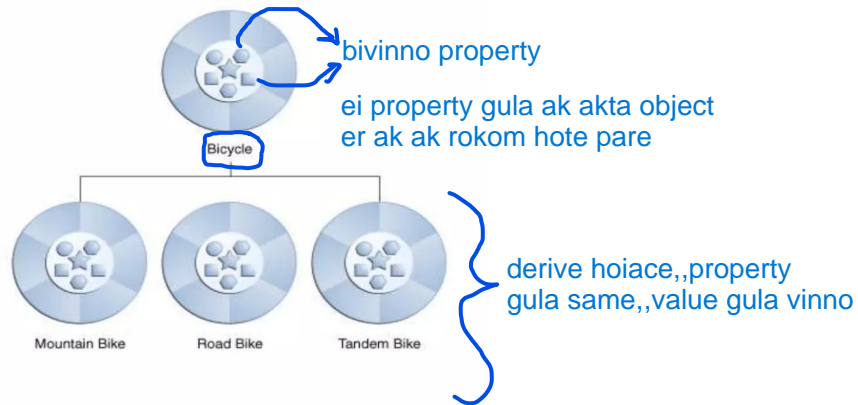 bivinno property
ei property gula ak akta object
er ak ak rokom hote pare
Bicycle
derive hoiace,,property
gula same,,value gula vinno
Mountain Bike
Road Bike
Tandem Bike